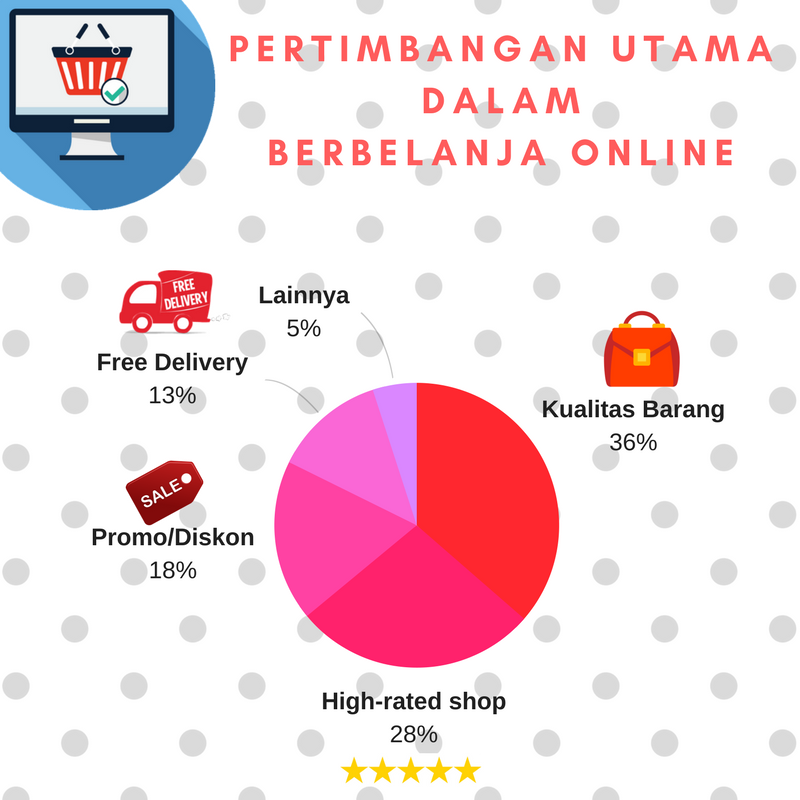 PERTIMBANGAN UTAMA
DALAM
BERBELANJA ONLINE
FREE
DELIVERY
Lainnya
5%
Free Delivery
13%
Kualitas Barang
36%
SALE
Promo/Diskon
18%
High-rated shop
28%